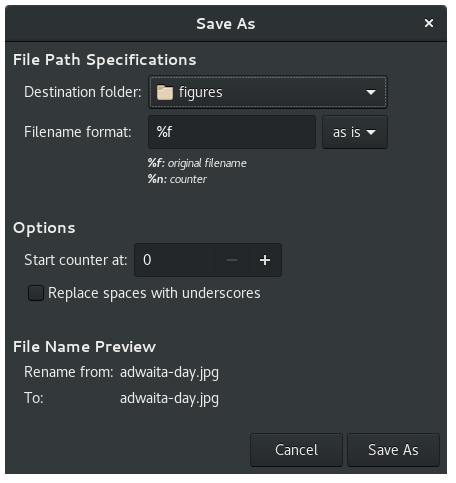 Save As
File Path Specifications
Destination folder: figures
Filename format: %f as is
%f: original filename
%n: counter
Options
Start counter at: 0 − +
Replace spaces with underscores
File Name Preview
Rename from: adwaita-day.jpg
To: adwaita-day.jpg
Cancel Save As